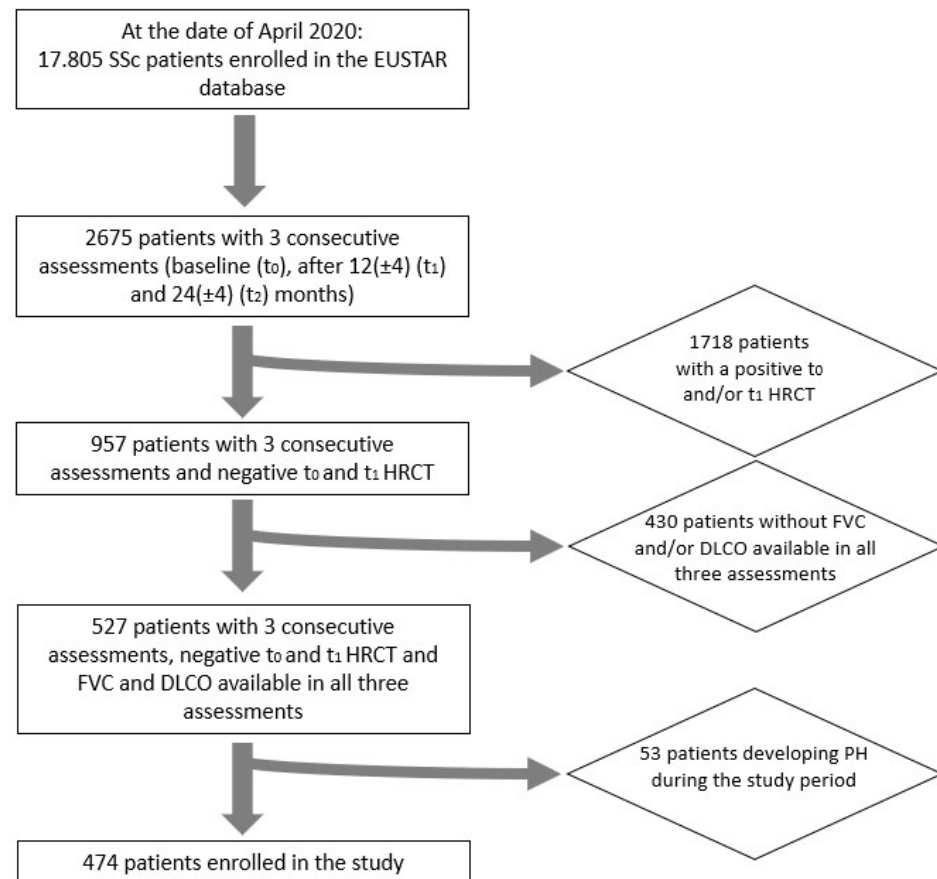 At the date of April 2020:
17.805 SSc patients enrolled in the EUSTAR
database
2675 patients with 3 consecutive
assessments (baseline (t₀), after 12(±4) (t₁)
and 24(±4) (t₂) months)
1718 patients
with a positive t₀
and/or t₁ HRCT
957 patients with 3 consecutive
assessments and negative t₀ and t₁ HRCT
430 patients without FVC
and/or DLCO available in all
three assessments
527 patients with 3 consecutive
assessments, negative t₀ and t₁ HRCT and
FVC and DLCO available in all three
assessments
53 patients developing PH
during the study period
474 patients enrolled in the study